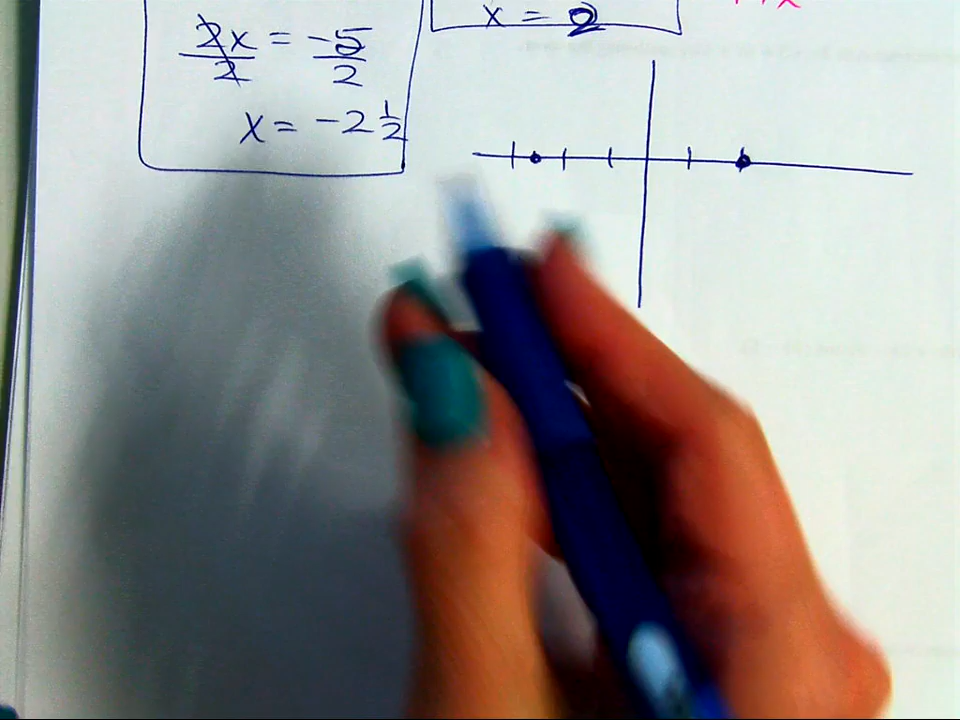 2x = -5
2 2
x = -2 1/2
x = 2